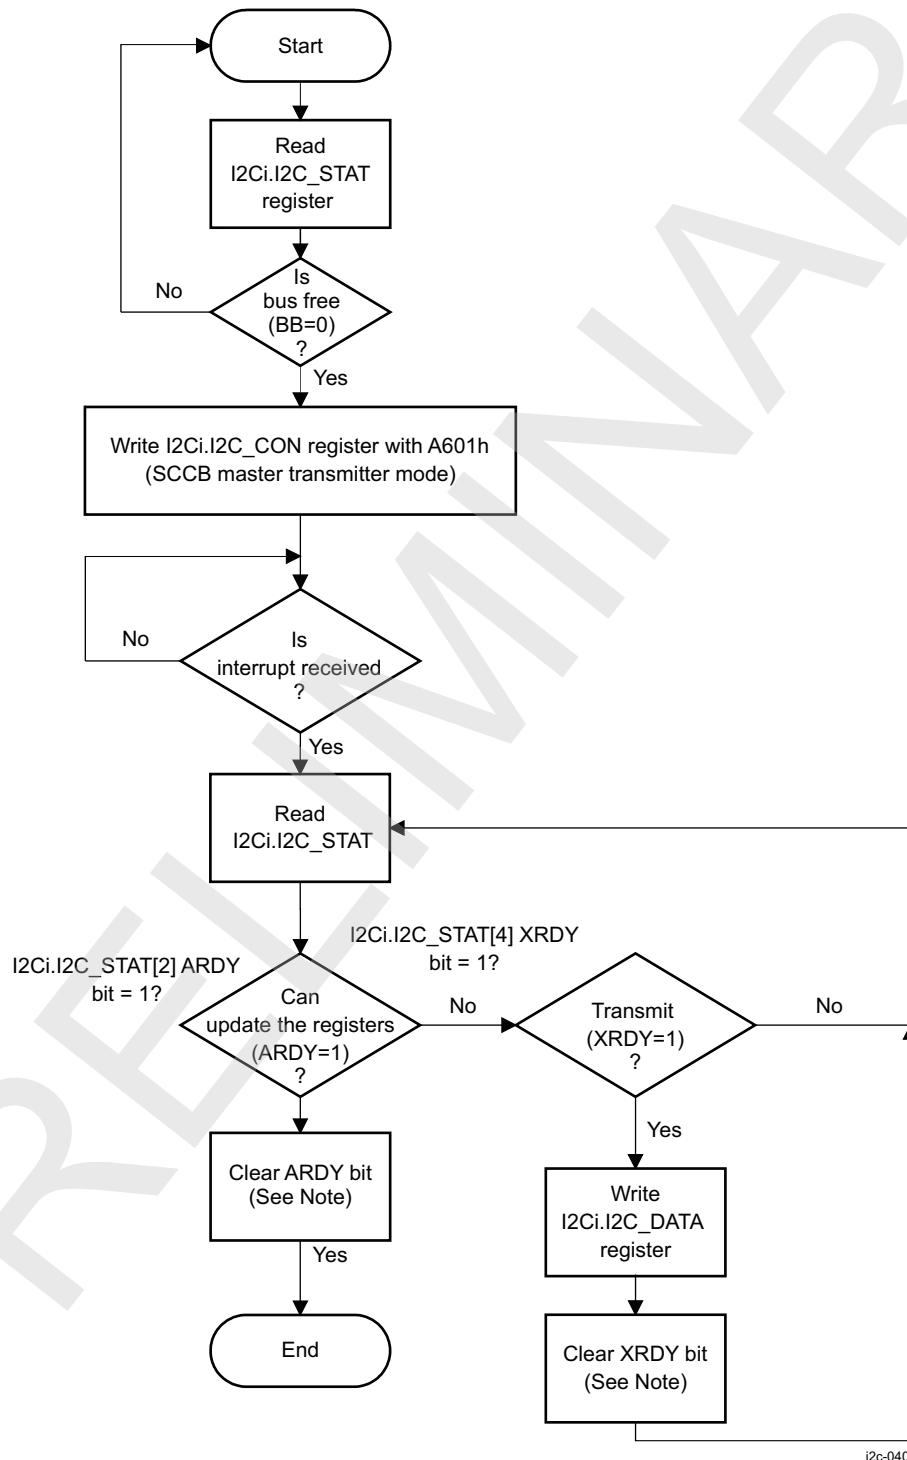 Start
Read
I2Ci.I2C_STAT
register
Is
bus free
(BB=0)
?
No
Yes
Write I2Ci.I2C_CON register with A601h
(SCCB master transmitter mode)
Is
interrupt received
?
No
Yes
Read
I2Ci.I2C_STAT
I2Ci.I2C_STAT[2] ARDY
bit = 1?
I2Ci.I2C_STAT[4] XRDY
bit = 1?
Can
update the registers
(ARDY=1)
?
No
Transmit
(XRDY=1)
?
No
Yes
Clear ARDY bit
(See Note)
Yes
End
Write
I2Ci.I2C_DATA
register
Clear XRDY bit
(See Note)
i2c-040
RELIMINAR